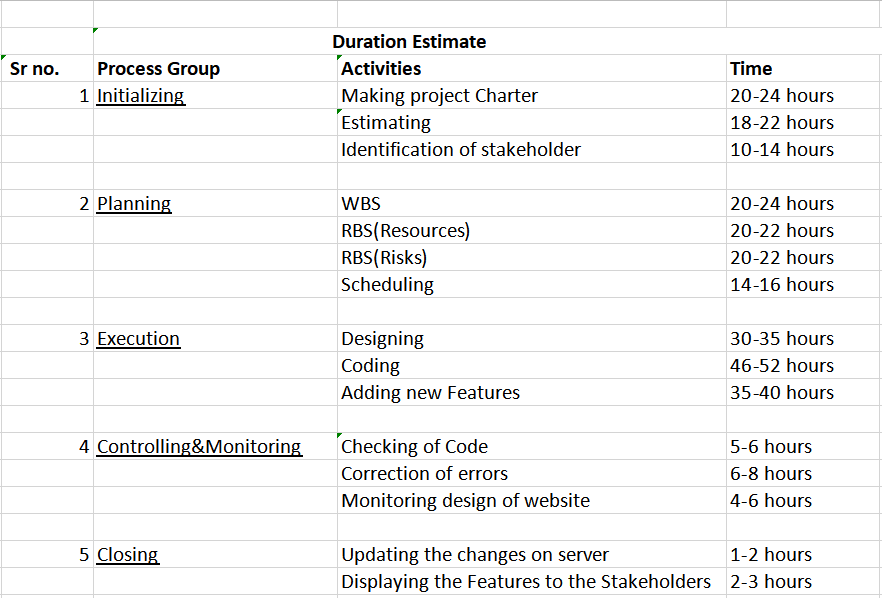 Duration Estimate
Sr no. Process Group Activities Time
1 Initializing Making project Charter 20-24 hours
Estimating 18-22 hours
Identification of stakeholder 10-14 hours
2 Planning WBS 20-24 hours
RBS(Resources) 20-22 hours
RBS(Risks) 20-22 hours
Scheduling 14-16 hours
3 Execution Designing 30-35 hours
Coding 46-52 hours
Adding new Features 35-40 hours
4 Controlling&Monitoring Checking of Code 5-6 hours
Correction of errors 6-8 hours
Monitoring design of website 4-6 hours
5 Closing Updating the changes on server 1-2 hours
Displaying the Features to the Stakeholders 2-3 hours